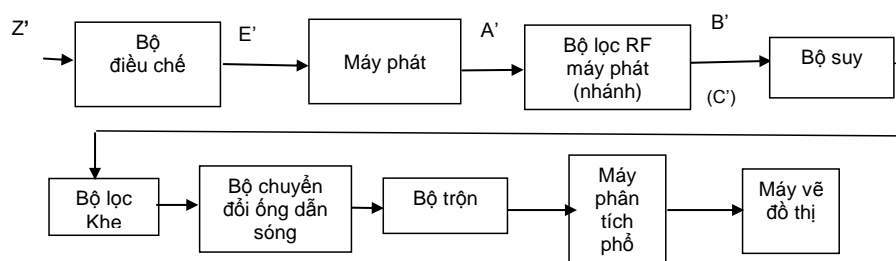 Z'
Bộ
điều chế
E'
Máy phát
A'
Bộ lọc RF
máy phát
(nhánh)
B'
(C')
Bộ suy
Bộ lọc
Khe
Bộ chuyển
đổi ống dẫn
sóng
Bộ trộn
Máy
phân
tích
phổ
Máy vẽ
đồ thị